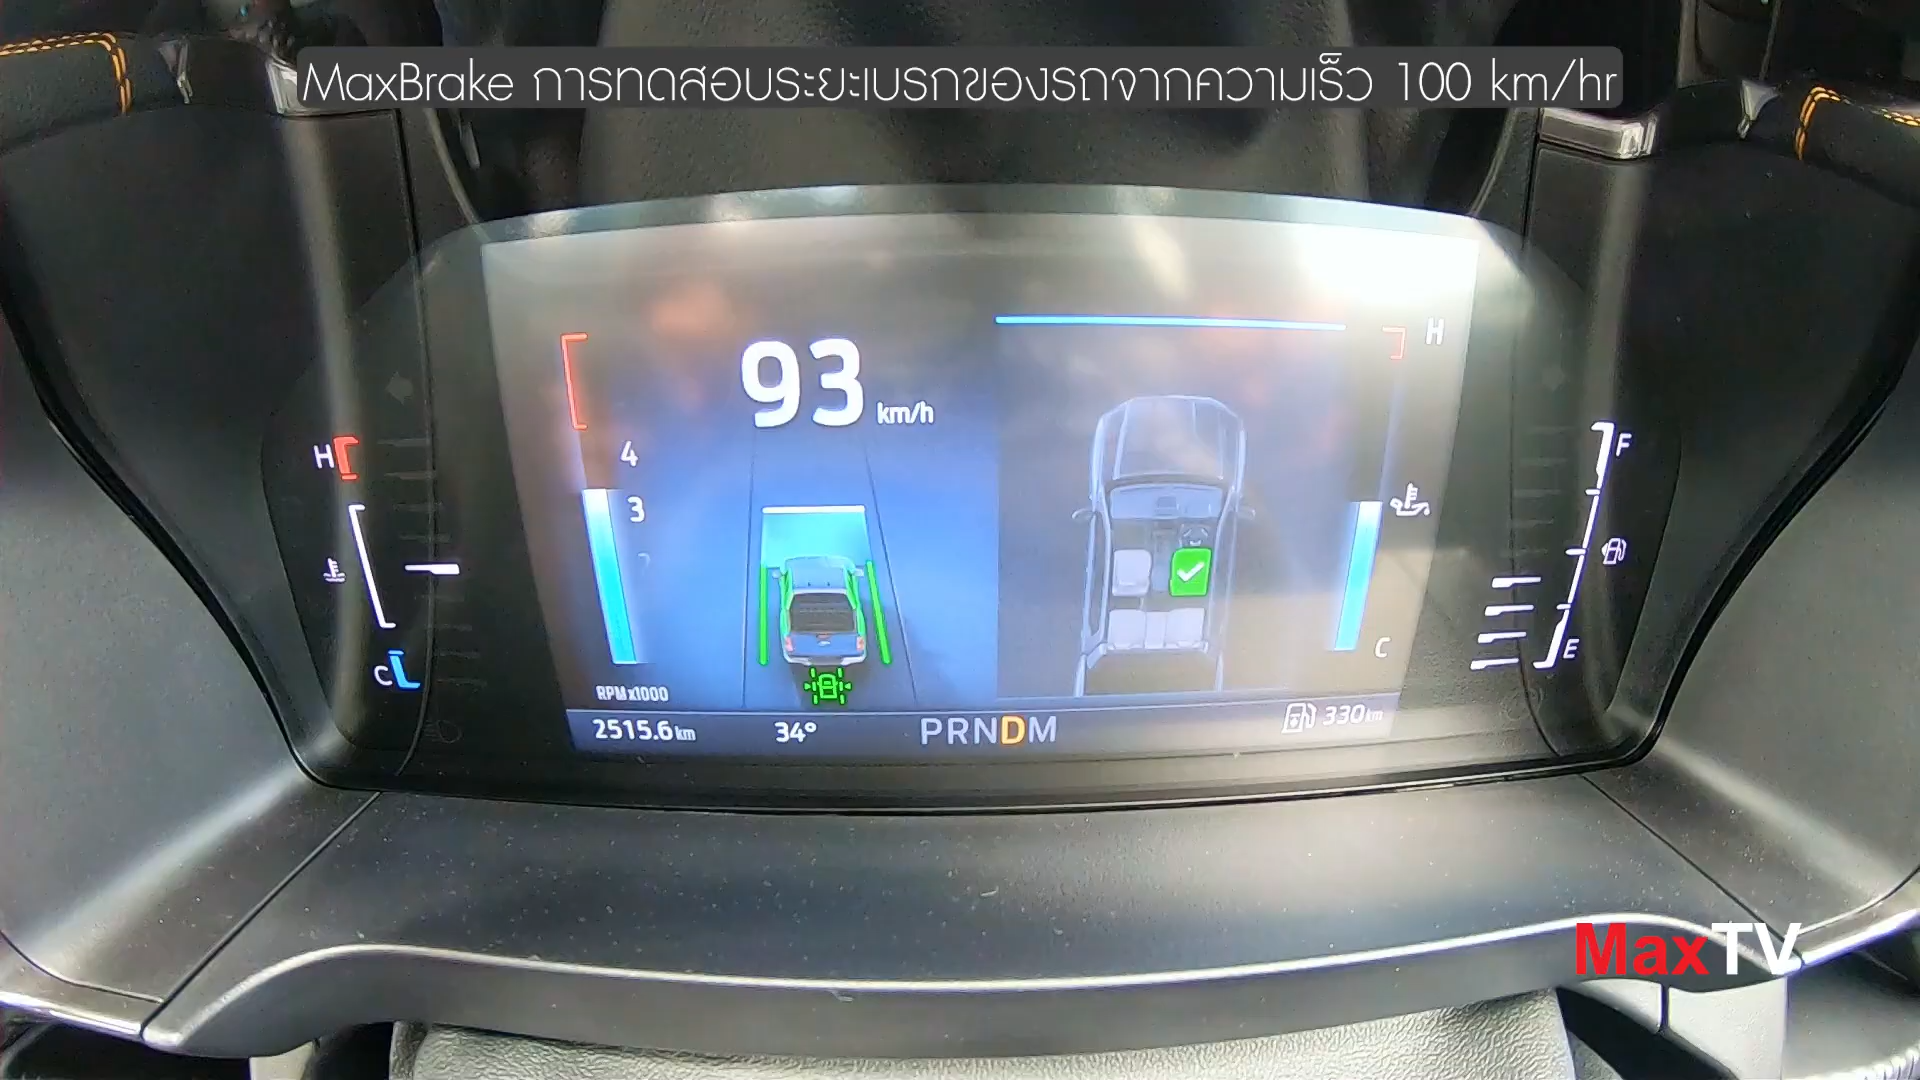 MaxBrake การทดสอบระยะเบรกของรถจากความเร็ว 100 km/hr
93 km/h
H
4
3
H
F
C
C
E
RPM x1000
2515.6 km 34° PRNDM 330 km
MaxTV